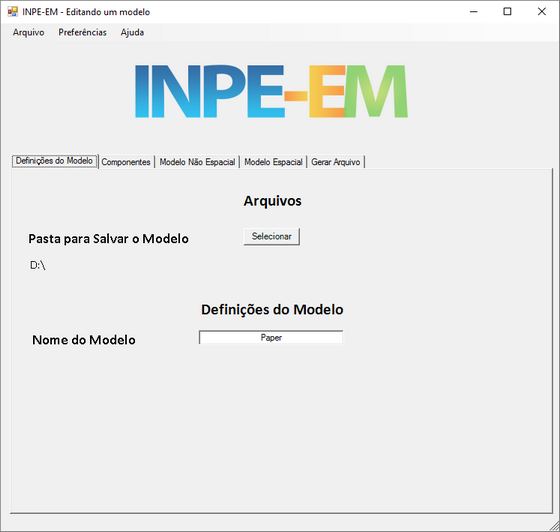 INPE-EM - Editando um modelo
Arquivo Preferências Ajuda
INPE-EM
Definições do Modelo Componentes Modelo Não Espacial Modelo Espacial Gerar Arquivo
Arquivos
Pasta para Salvar o Modelo Selecionar
D:\
Definições do Modelo
Nome do Modelo Paper